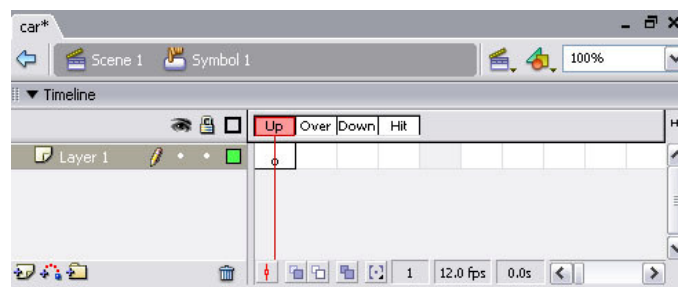 car*
Scene 1 Symbol 1 100%
Timeline
Up Over Down Hit H
Layer 1
1 12.0 fps 0.0s